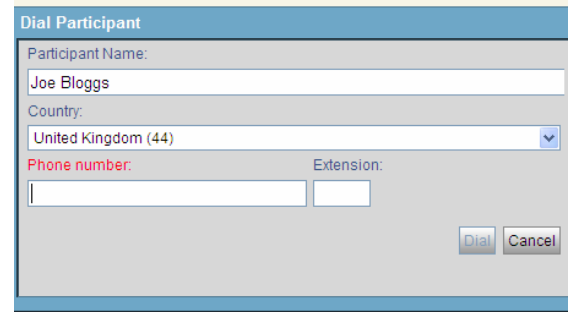 Dial Participant
Participant Name:
Joe Bloggs
Country:
United Kingdom (44)
Phone number: Extension:
Dial Cancel